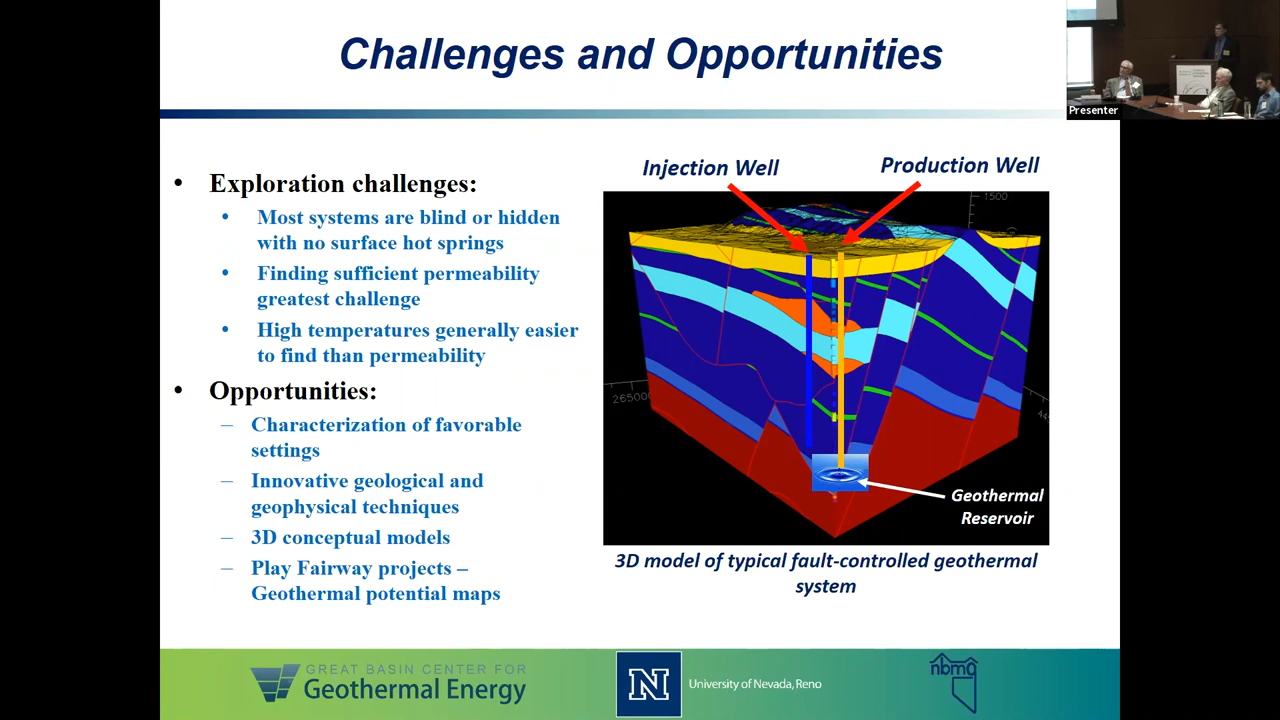 Challenges and Opportunities
Presenter
• Exploration challenges:
• Most systems are blind or hidden
with no surface hot springs
• Finding sufficient permeability
greatest challenge
• High temperatures generally easier
to find than permeability
• Opportunities:
– Characterization of favorable
settings
– Innovative geological and
geophysical techniques
– 3D conceptual models
– Play Fairway projects –
Geothermal potential maps
Injection Well
Production Well
1500
265000
Geothermal
Reservoir
3D model of typical fault-controlled geothermal
system
GREAT BASIN CENTER FOR
Geothermal Energy
N
University of Nevada, Reno
nbmg